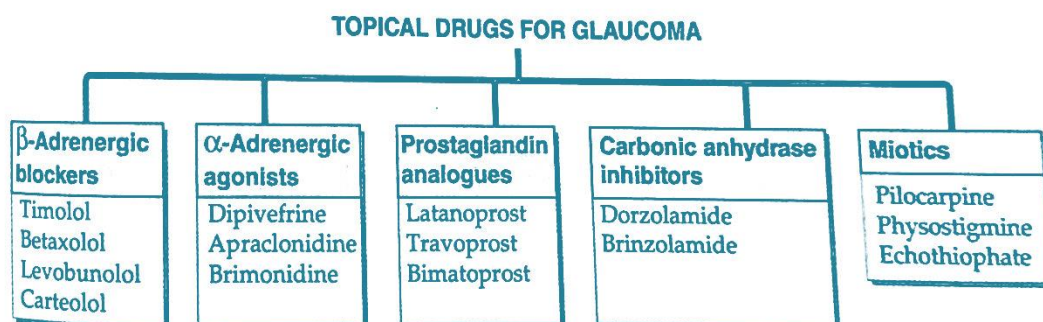 TOPICAL DRUGS FOR GLAUCOMA
β-Adrenergic
blockers
Timolol
Betaxolol
Levobunolol
Carteolol
α-Adrenergic
agonists
Dipivefrine
Apraclonidine
Brimonidine
Prostaglandin
analogues
Latanoprost
Travoprost
Bimatoprost
Carbonic anhydrase
inhibitors
Dorzolamide
Brinzolamide
Miotics
Pilocarpine
Physostigmine
Echothiophate